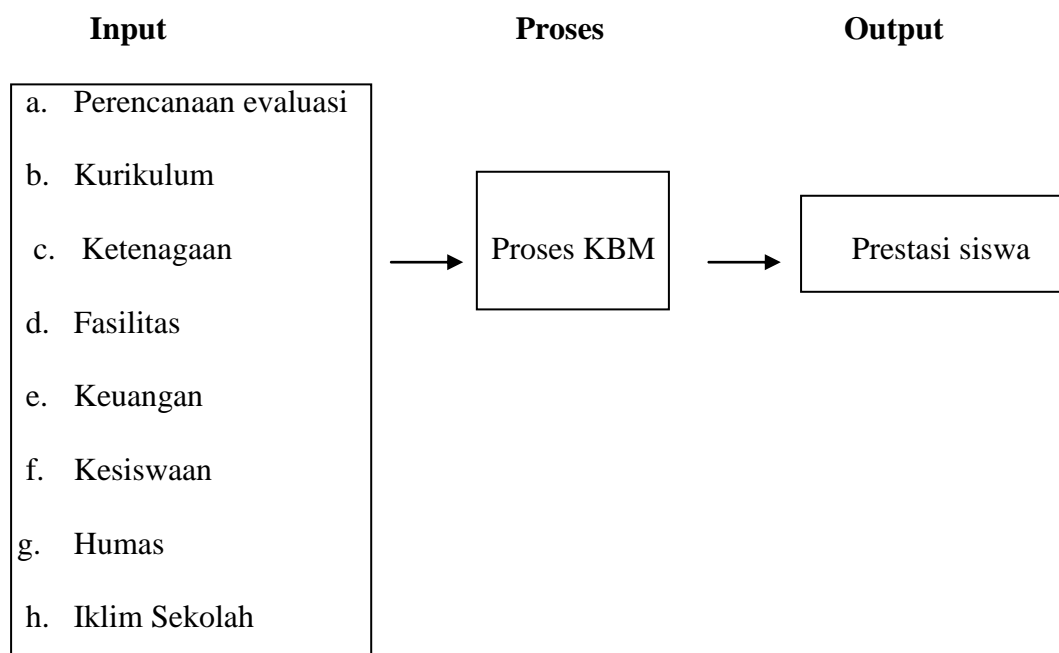 Input Proses Output
a. Perencanaan evaluasi
b. Kurikulum
c. Ketenagaan
d. Fasilitas
e. Keuangan
f. Kesiswaan
g. Humas
h. Iklim Sekolah
Proses KBM
Prestasi siswa